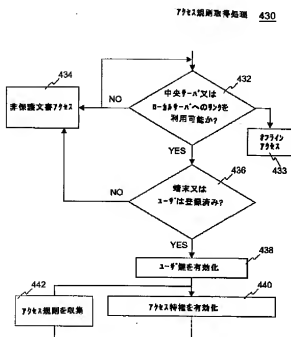 アクセス規則取得処理 430
434
432
非保護文書アクセス
NO
中央サーバ又は
ローカルサーバへのリンクを
利用可能か?
オフライン
アクセス
433
YES
436
NO
端末又は
ユーザは登録済み?
YES
438
ユーザ鍵を有効化
442
440
アクセス規則を収集
アクセス特権を有効化